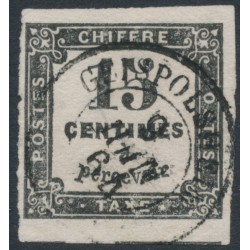 CHIFFRE
POSTES
15
CENTIMES
percevoir
TAXE